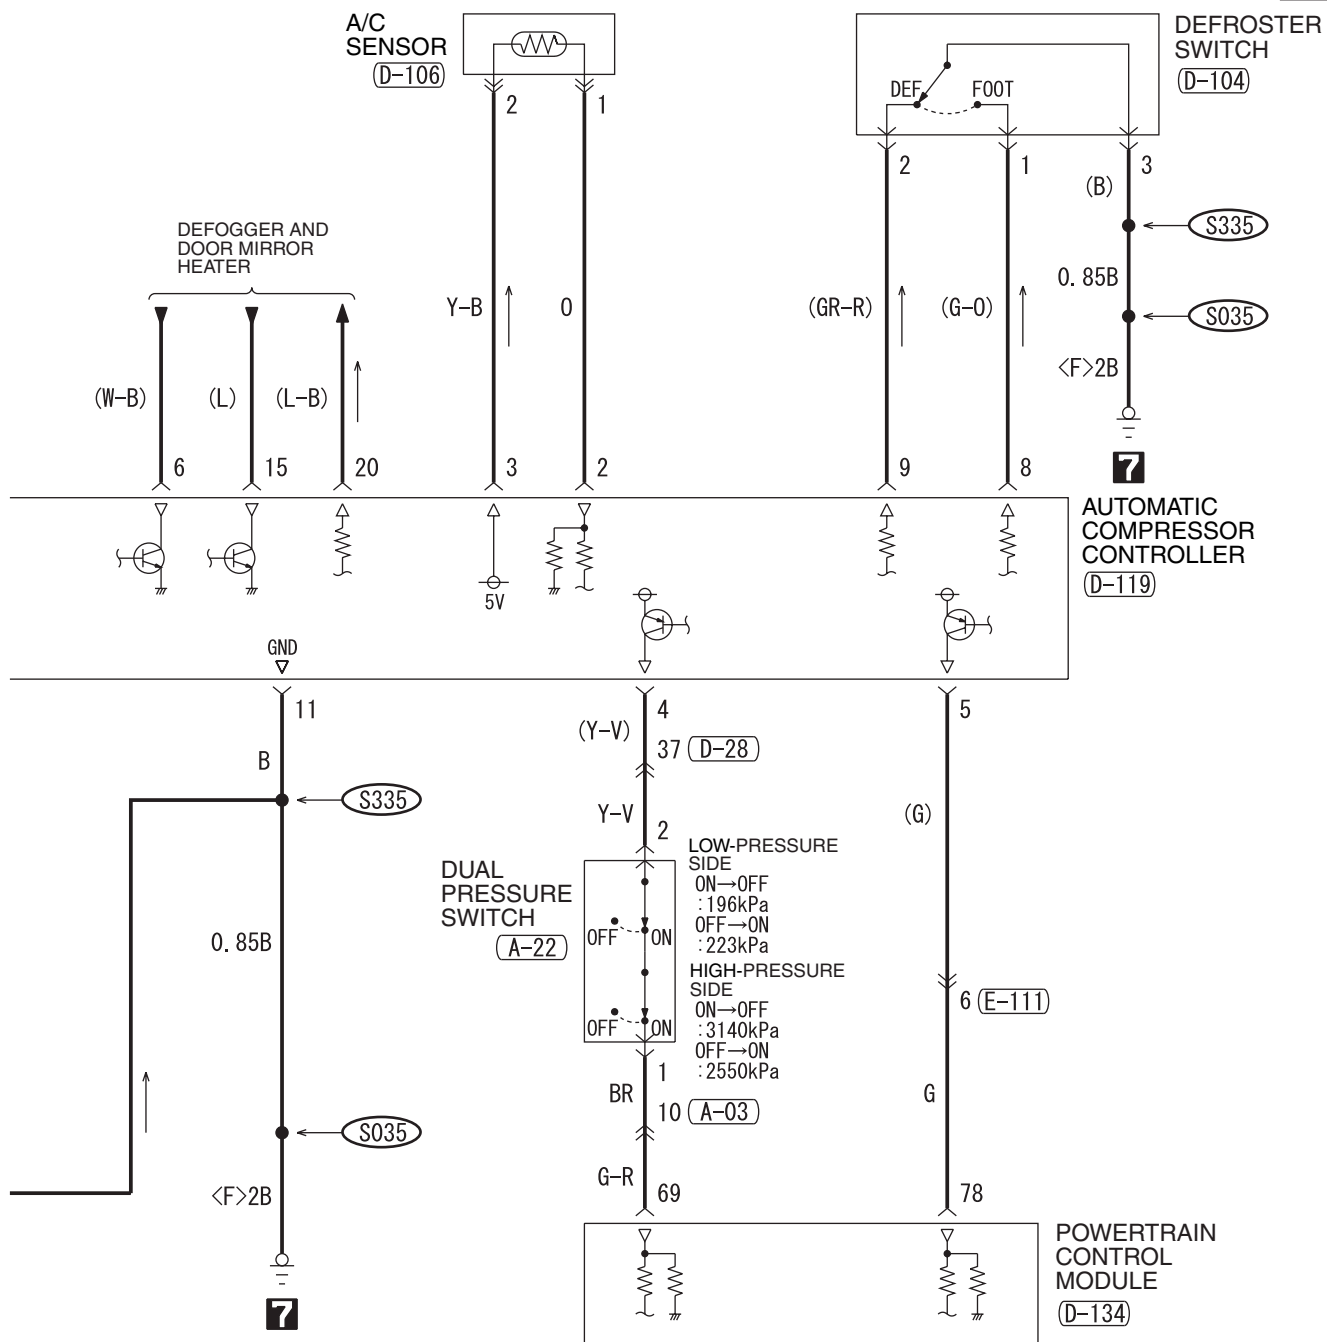 A/C
SENSOR
D-106
DEFROSTER
SWITCH
D-104
DEF
FOOT
2
1
2
1
3
(B)
S335
DEFOGGER AND
DOOR MIRROR
HEATER
0.85B
Y-B
O
(GR-R)
(G-O)
S035
<F>2B
(W-B)
(L)
(L-B)
6
15
20
3
2
9
8
7
AUTOMATIC
COMPRESSOR
CONTROLLER
D-119
5V
GND
11
4
5
(Y-V)
37
D-28
B
S335
Y-V
(G)
2
LOW-PRESSURE
SIDE
ON→OFF
:196kPa
OFF→ON
:223kPa
DUAL
PRESSURE
SWITCH
A-22
OFF
ON
0.85B
HIGH-PRESSURE
SIDE
ON→OFF
:3140kPa
OFF→ON
:2550kPa
OFF
ON
6
E-111
1
BR
10
A-03
G
S035
G-R
<F>2B
69
78
POWERTRAIN
CONTROL
MODULE
D-134
7